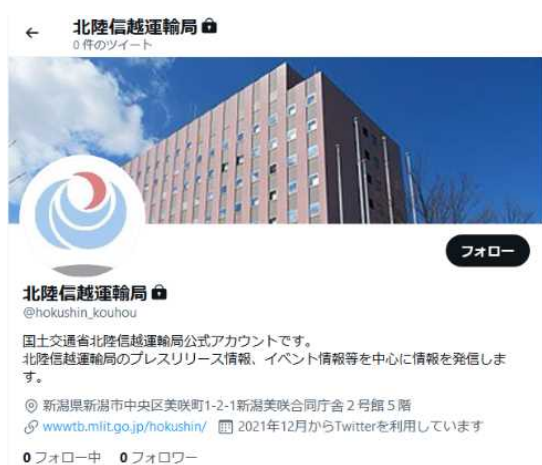 北陸信越運輸局
0 件のツイート
フォロー
北陸信越運輸局
@hokushin_kouhou
国土交通省北陸信越運輸局公式アカウントです。
北陸信越運輸局のプレスリリース情報、イベント情報等を中心に情報を発信しま
す。
新潟県新潟市中央区美咲町1-2-1新潟美咲合同庁舎２号館５階
wwwtb.mlit.go.jp/hokushin/ 2021年12月からTwitterを利用しています
0 フォロー中 0 フォロワー